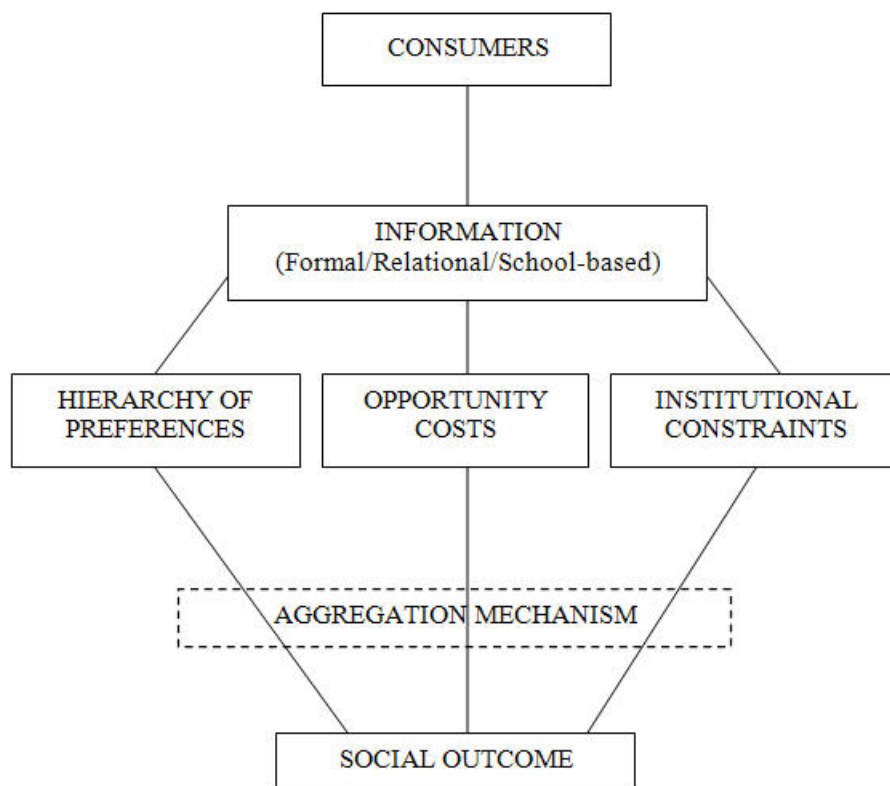 CONSUMERS
INFORMATION
(Formal/Relational/School-based)
HIERARCHY OF
PREFERENCES
OPPORTUNITY
COSTS
INSTITUTIONAL
CONSTRAINTS
AGGREGATION MECHANISM
SOCIAL OUTCOME